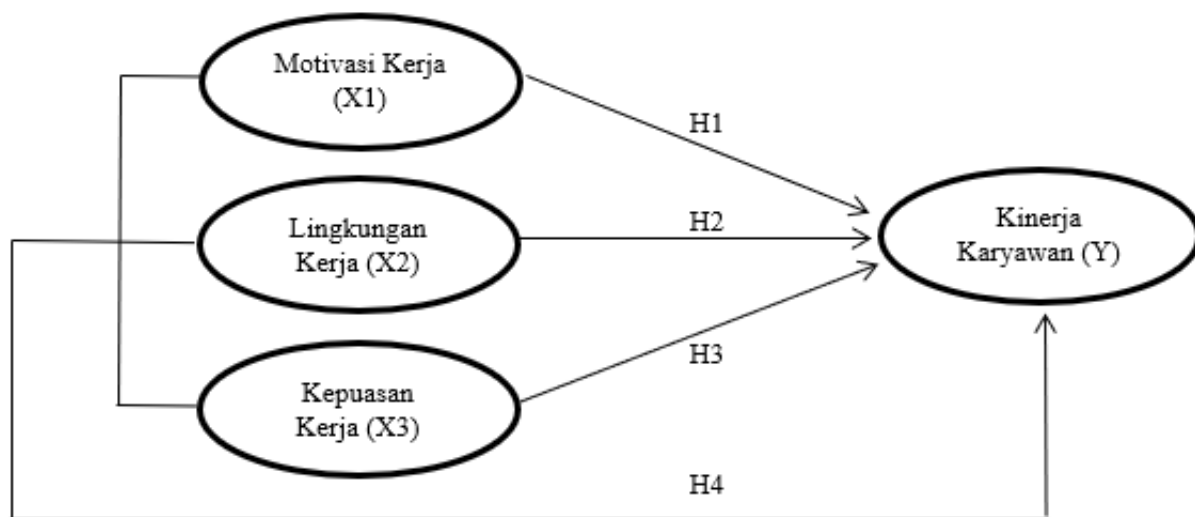 Motivasi Kerja
(X1)
H1
Lingkungan
Kerja (X2)
H2
Kinerja
Karyawan (Y)
Kepuasan
Kerja (X3)
H3
H4